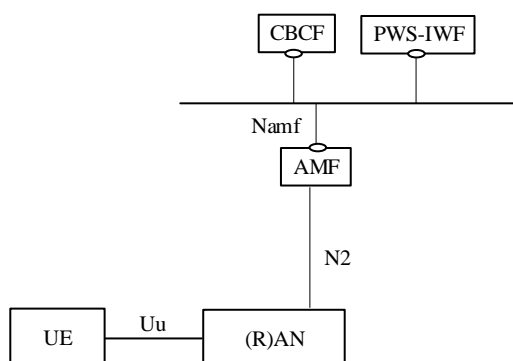 CBCF
PWS-IWF
Namf
AMF
N2
Uu
UE
(R)AN